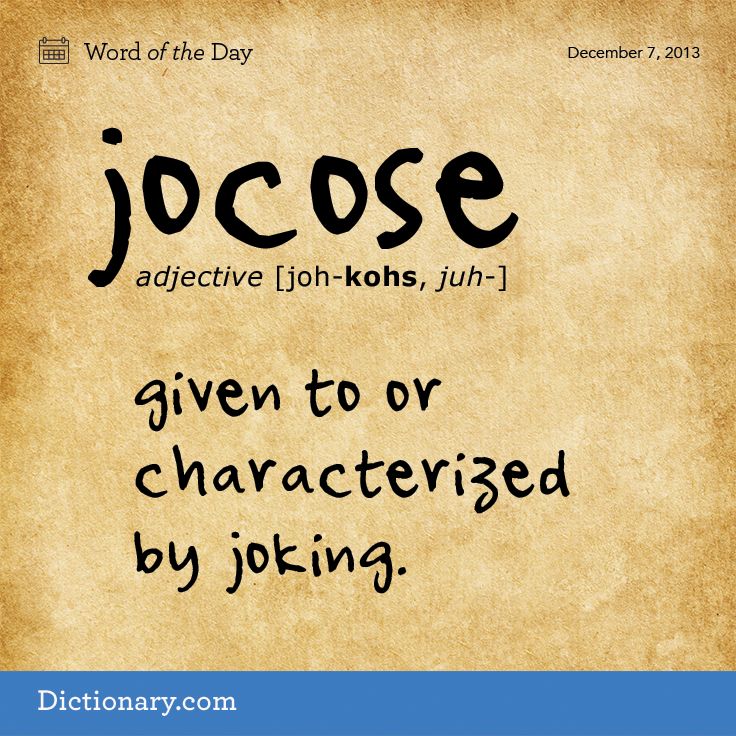 Word of the Day
December 7, 2013
jocose
adjective [joh-kohs, juh-]
given to or
characterized
by joking.
Dictionary.com